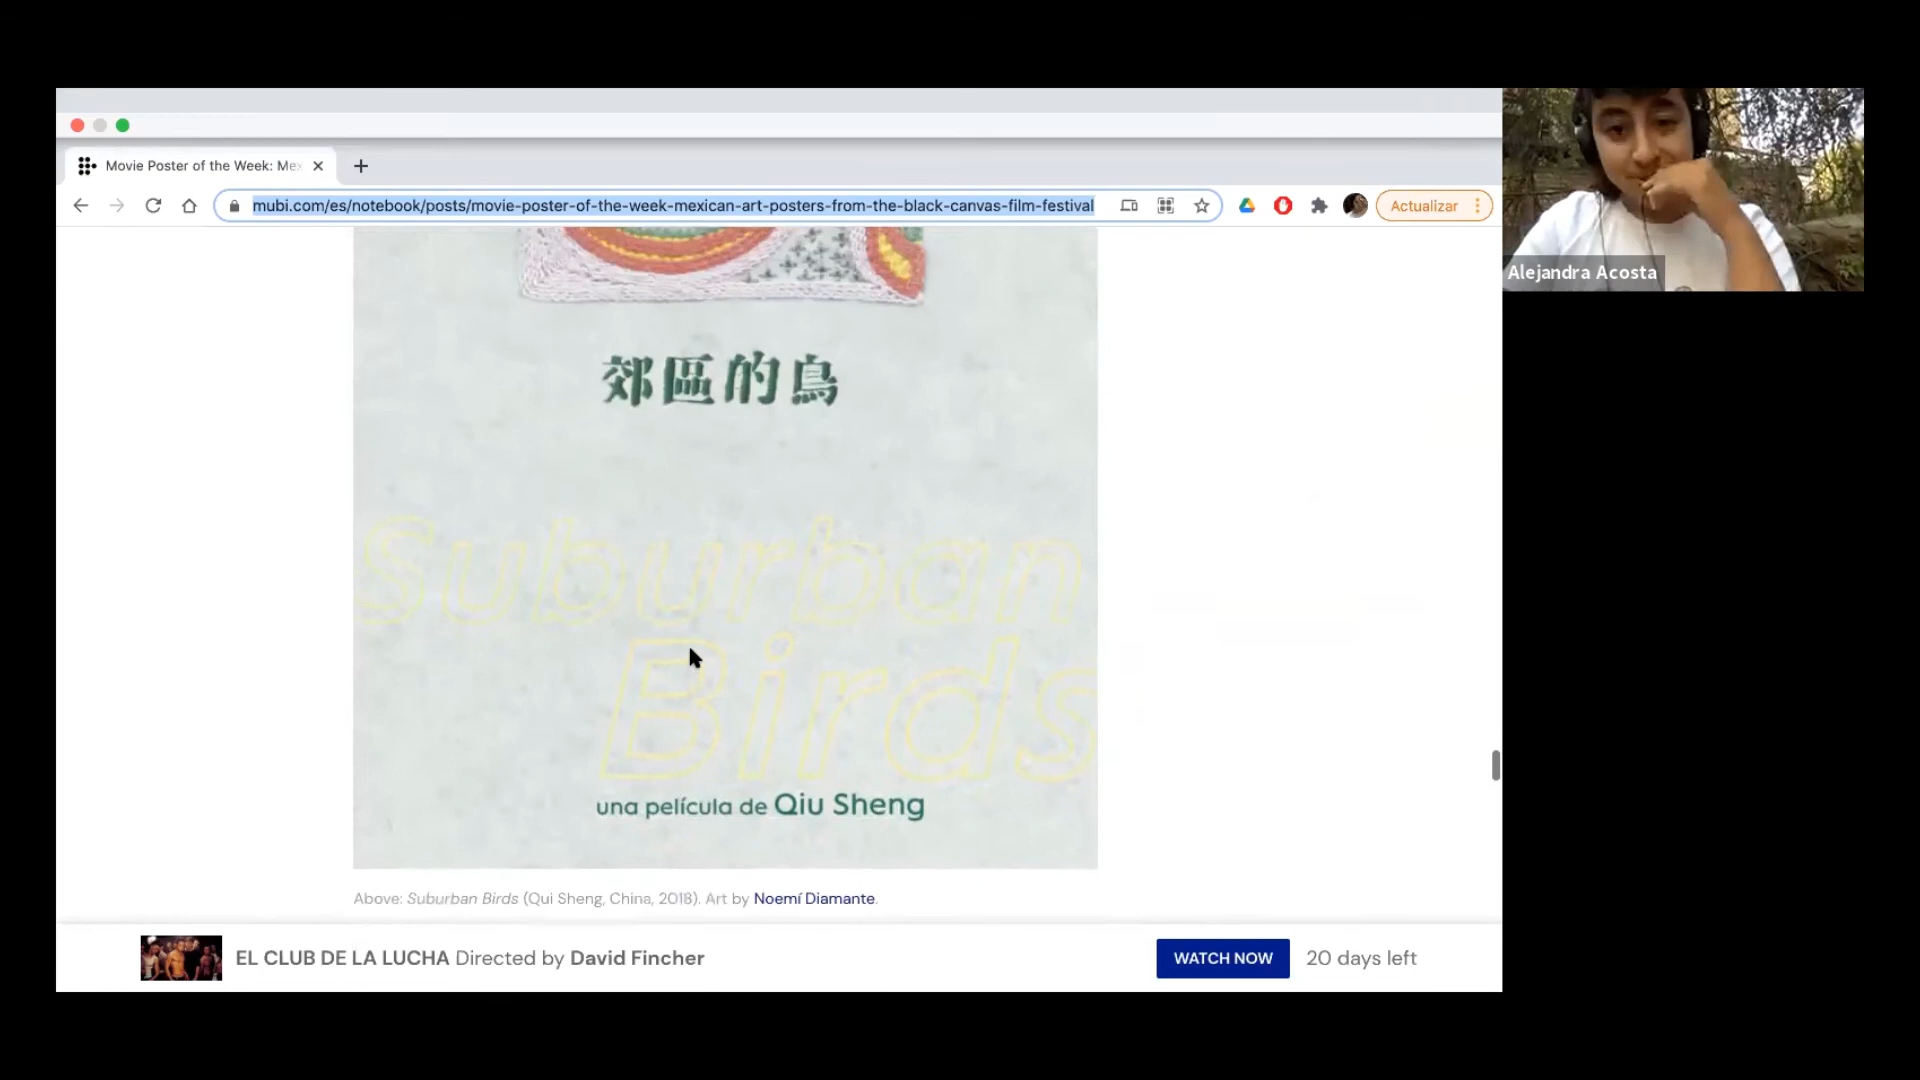 Movie Poster of the Week: Mex
mubi.com/es/notebook/posts/movie-poster-of-the-week-mexican-art-posters-from-the-black-canvas-film-festival
Actualizar
Alejandra Acosta
郊區的鳥
Suburban
Birds
una película de Qiu Sheng
Above: Suburban Birds (Qui Sheng, China, 2018). Art by Noemí Diamante.
EL CLUB DE LA LUCHA Directed by David Fincher
WATCH NOW
20 days left